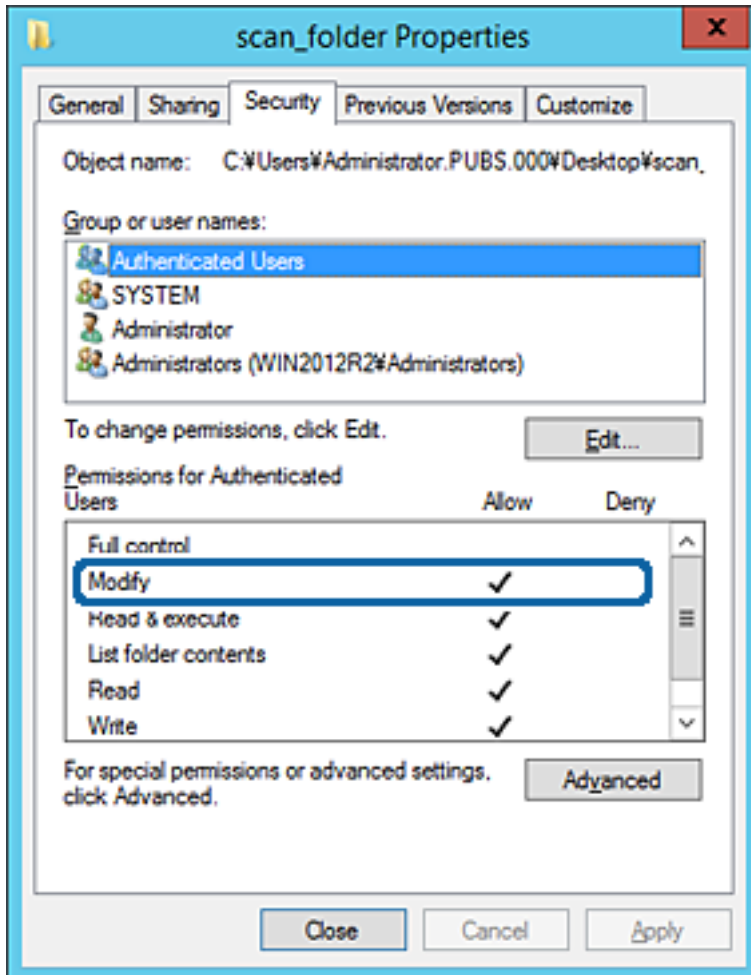 scan_folder Properties
x
General Sharing Security Previous Versions Customize
Object name: C:¥Users¥Administrator.PUBS.000¥Desktop¥scan_
Group or user names:
Authenticated Users
SYSTEM
Administrator
Administrators (WIN2012R2¥Administrators)
To change permissions, click Edit.
Edit...
Permissions for Authenticated
Users Allow Deny
Full control
Modify
Read & execute
List folder contents
Read
Write
For special permissions or advanced settings,
click Advanced.
Advanced
Close Cancel Apply